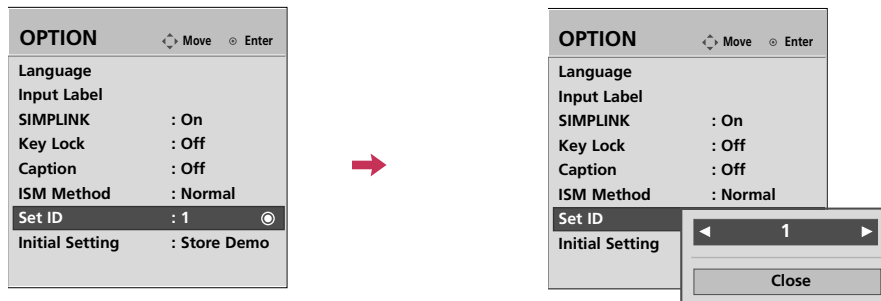 OPTION Move Enter
Language
Input Label
SIMPLINK : On
Key Lock : Off
Caption : Off
ISM Method : Normal
Set ID : 1
Initial Setting : Store Demo
OPTION Move Enter
Language
Input Label
SIMPLINK : On
Key Lock : Off
Caption : Off
ISM Method : Normal
Set ID
Initial Setting
◄ 1 ►
Close